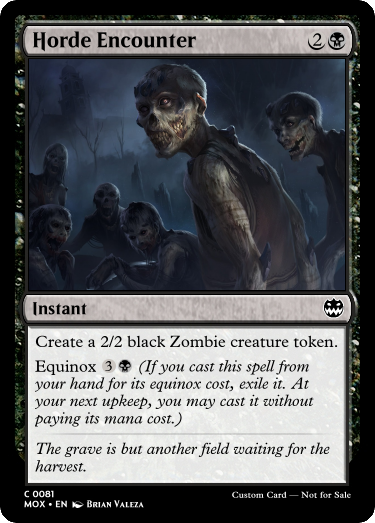 Horde Encounter 2
Instant
Create a 2/2 black Zombie creature token.
Equinox 3 (If you cast this spell from
your hand for its equinox cost, exile it. At
your next upkeep, you may cast it without
paying its mana cost.)
The grave is but another field waiting for the
harvest.
C 0081
MOX • EN Brian Valeza
Custom Card — Not for Sale